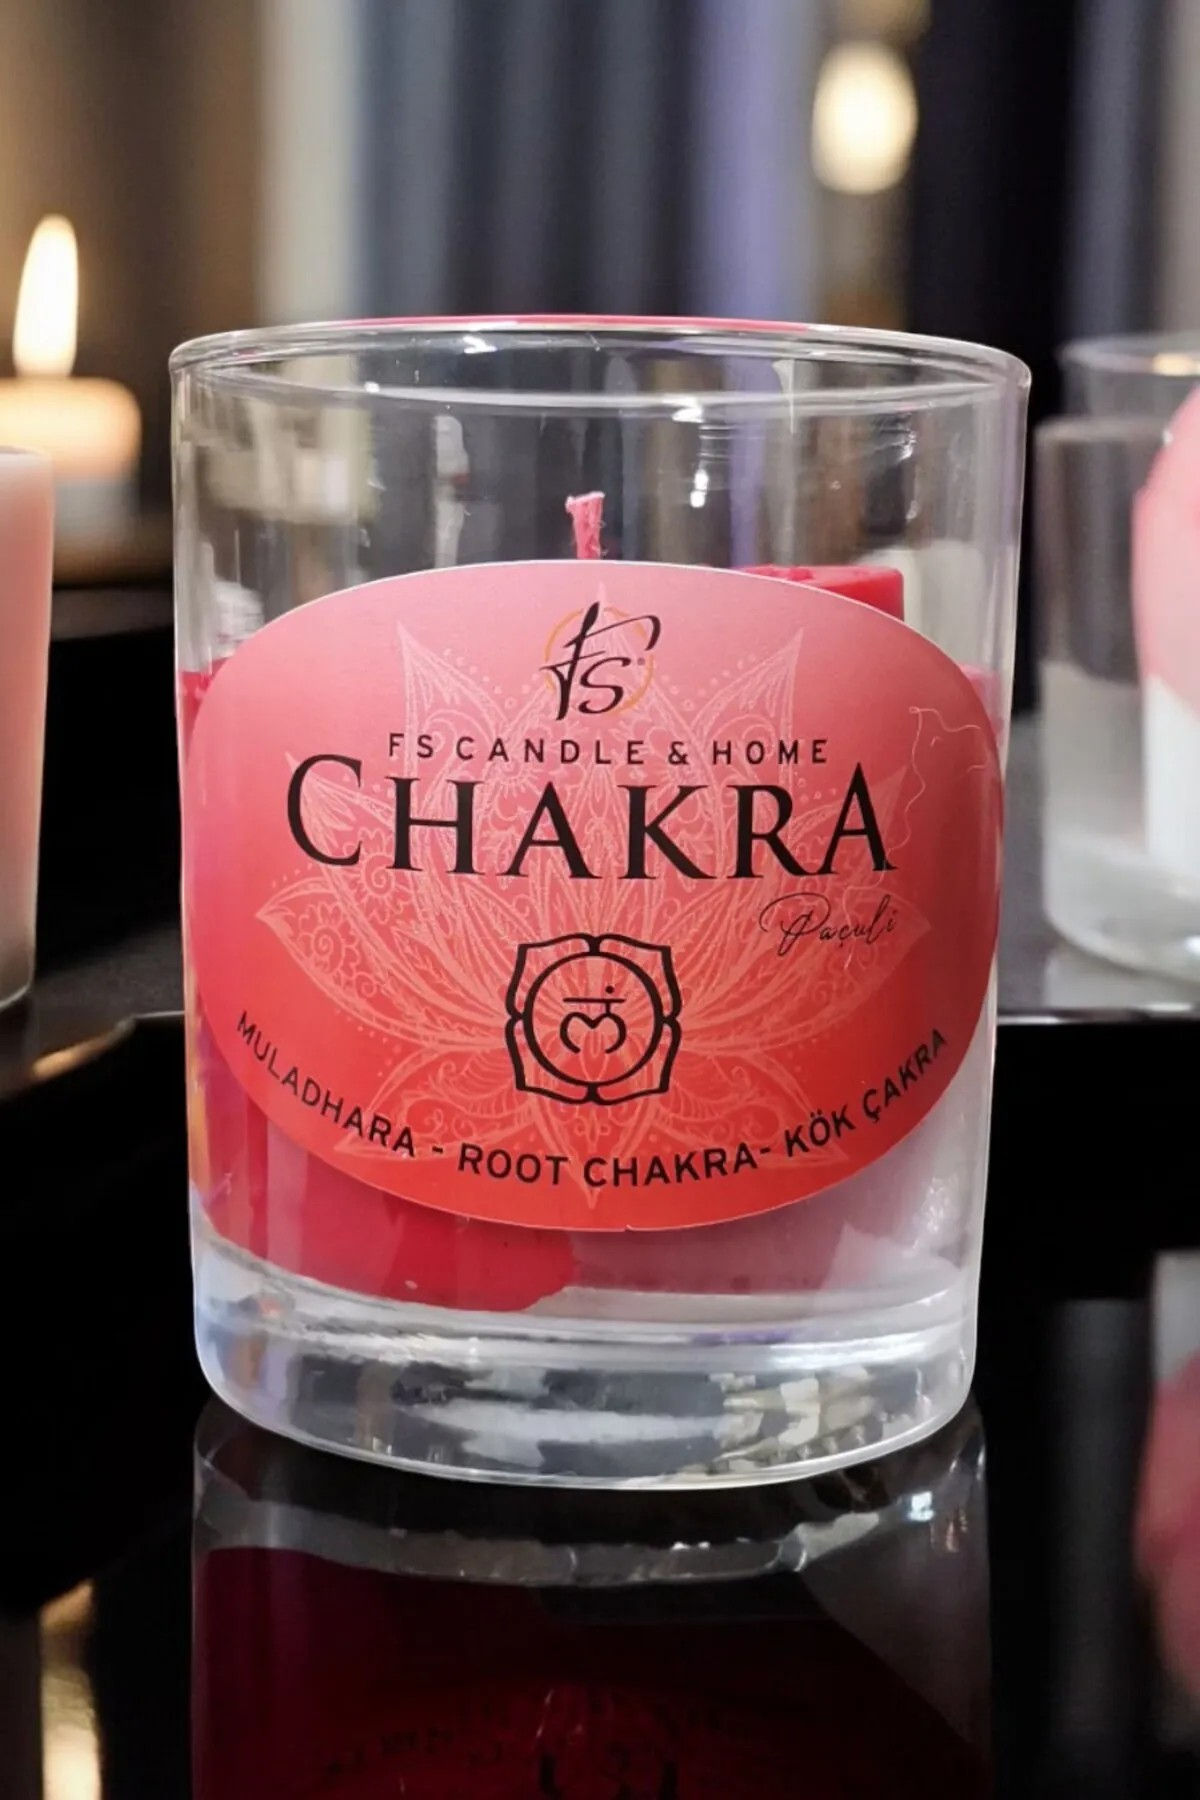 FS®
FS CANDLE & HOME
CHAKRA
Paçuli
लं
MULADHARA - ROOT CHAKRA- KÖK ÇAKRA